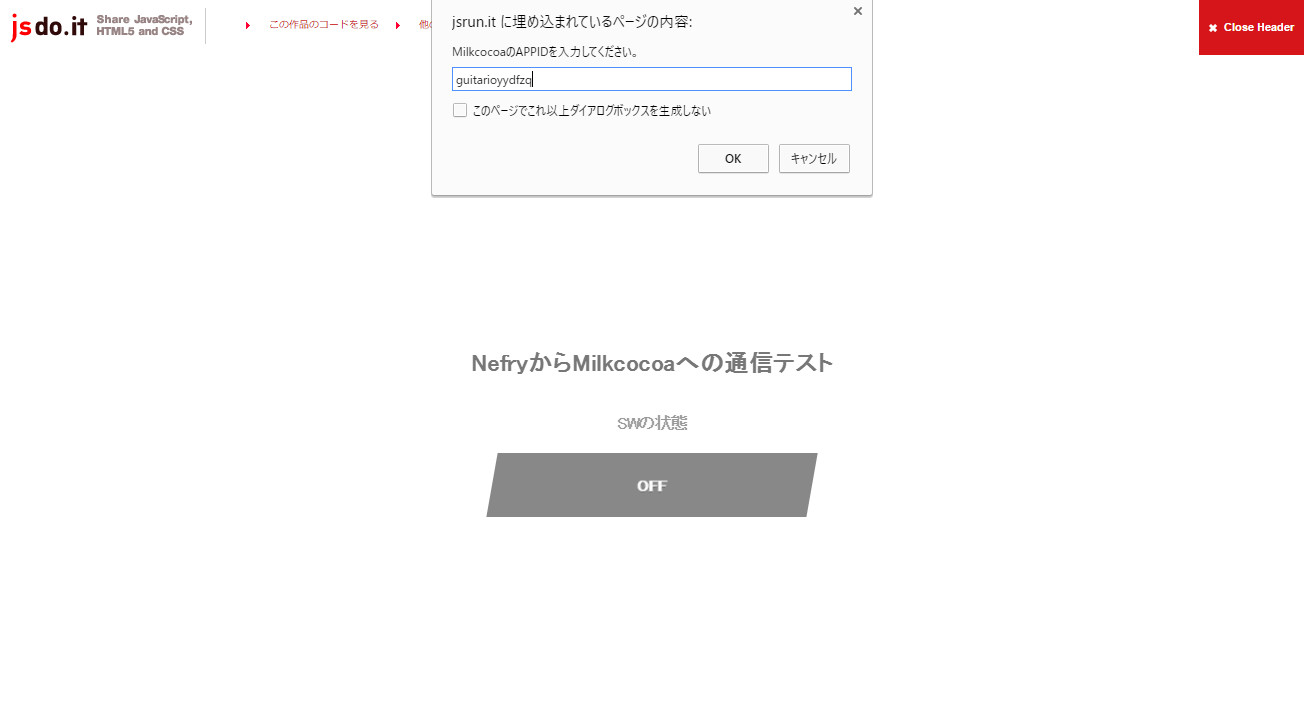 jsdo.it
Share JavaScript,
HTML5 and CSS
この作品のコードを見る
jsrun.it に埋め込まれているページの内容:
MilkcocoaのAPPIDを入力してください。
guitarioyydfzq
このページでこれ以上ダイアログボックスを生成しない
OK
キャンセル
Close Header
NefryからMilkcocoaへの通信テスト
SWの状態
OFF